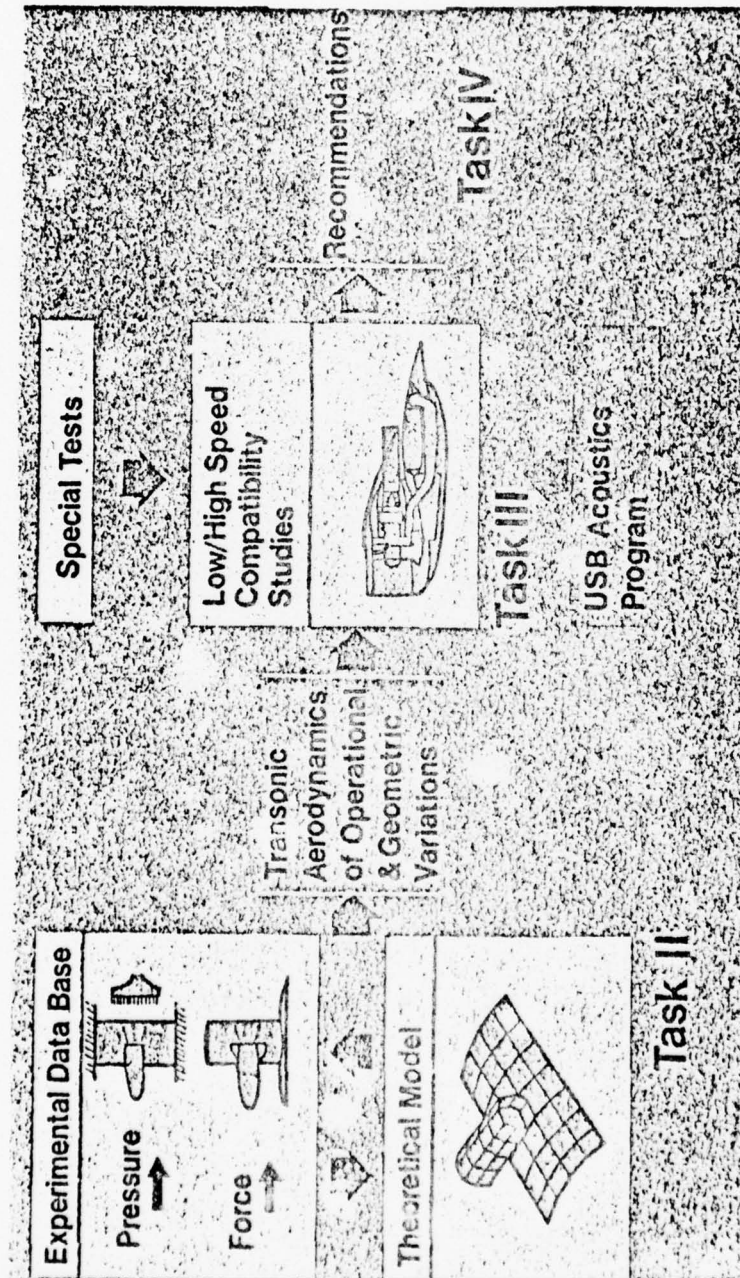 Experimental Data Base
Pressure
Force
Theoretical Model
Task II
Transonic
Aerodynamics
of Operational
& Geometric
Variations
Special Tests
Low/High Speed
Compatibility
Studies
Task III
USB Acoustics
Program
Recommendations
Task IV